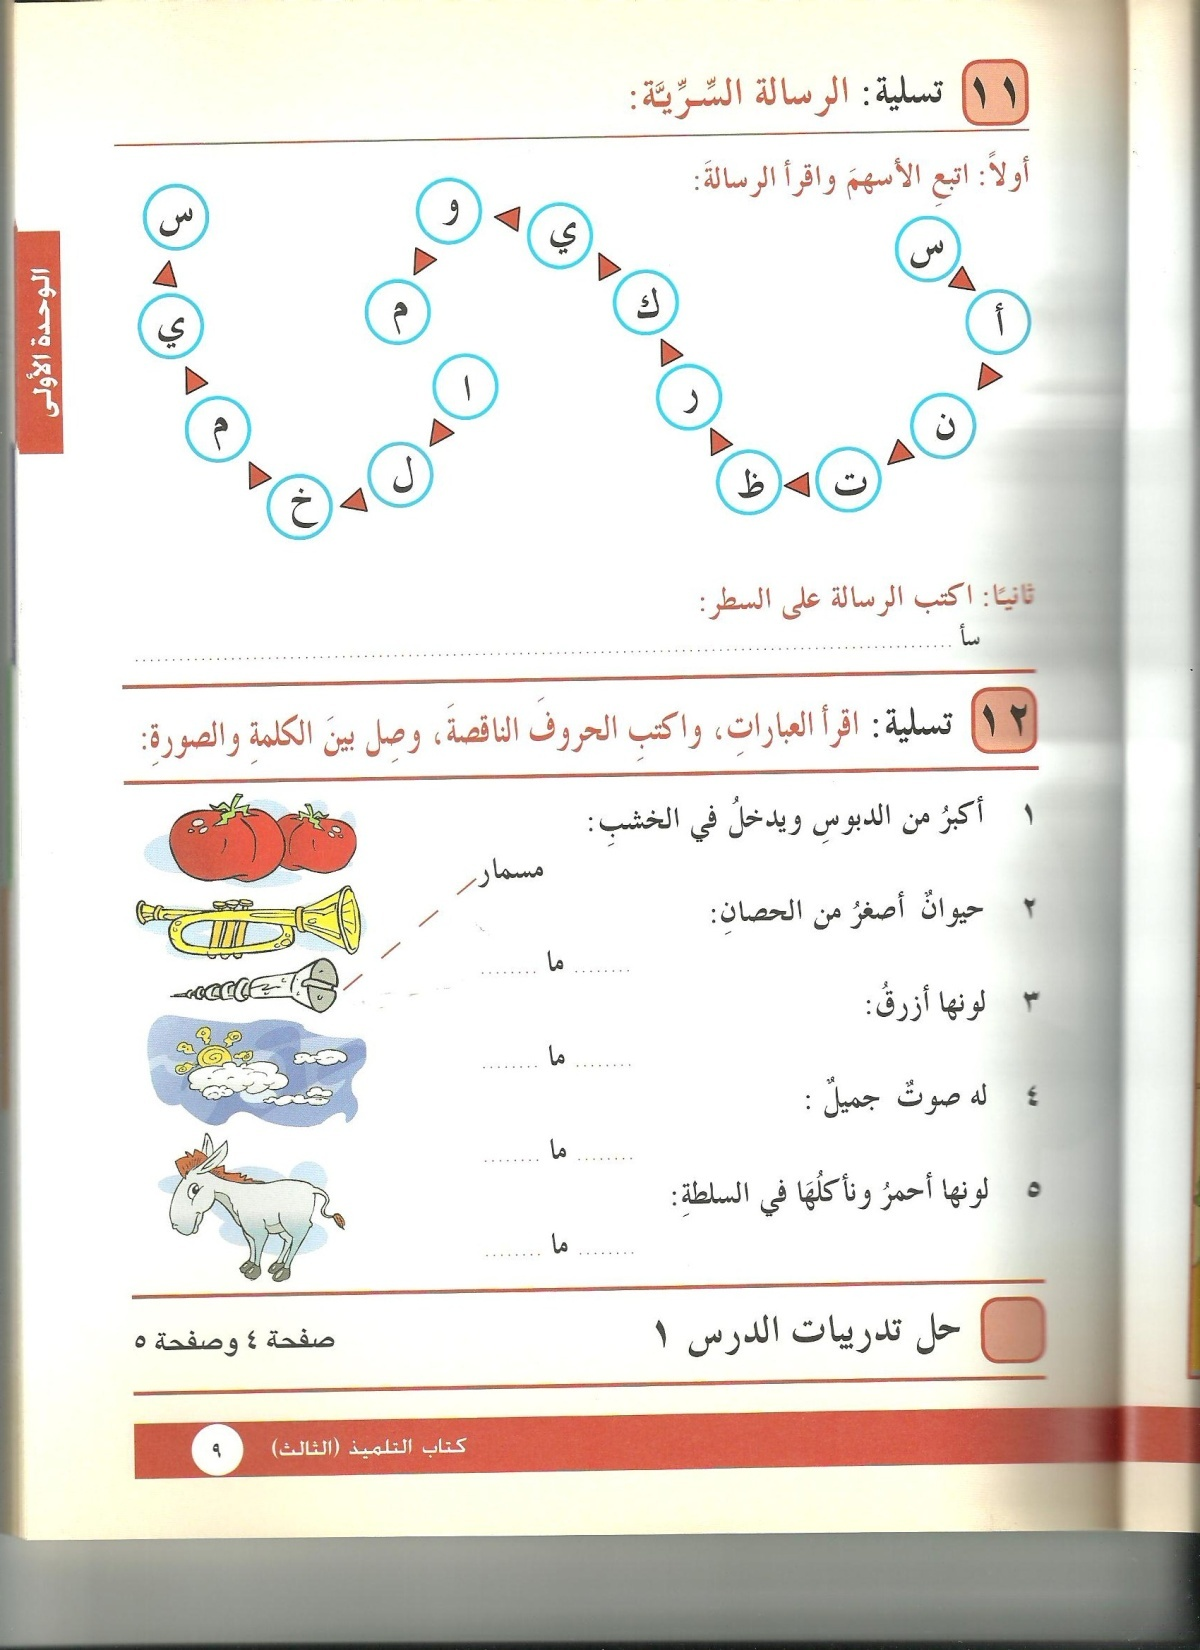 ١١ تسلية: الرسالة السِّرِّيَّة:
أولاً: اتبعِ الأسهمَ واقرأ الرسالةَ:
س
أ
ن
ت
ظ
ر
ك
ي
و
م
ا
ل
خ
م
ي
س
الوحدة الأولى
ثانيًا: اكتب الرسالة على السطر:
سأ ........
١٢ تسلية: اقرأ العباراتِ، واكتبِ الحروفَ الناقصةَ، وصِل بينَ الكلمةِ والصورةِ:
١ أكبرُ من الدبوسِ ويدخلُ في الخشبِ:
مسمار
٢ حيوانٌ أصغرُ من الحصانِ:
........ ما ........
٣ لونها أزرقُ:
........ ما ........
٤ له صوتٌ جميلٌ :
........ ما ........
٥ لونها أحمرُ ونأكلُهَا في السلطةِ:
........ ما ........
حل تدريبات الدرس ١ صفحة ٤ وصفحة ٥
كتاب التلميذ (الثالث) ٩